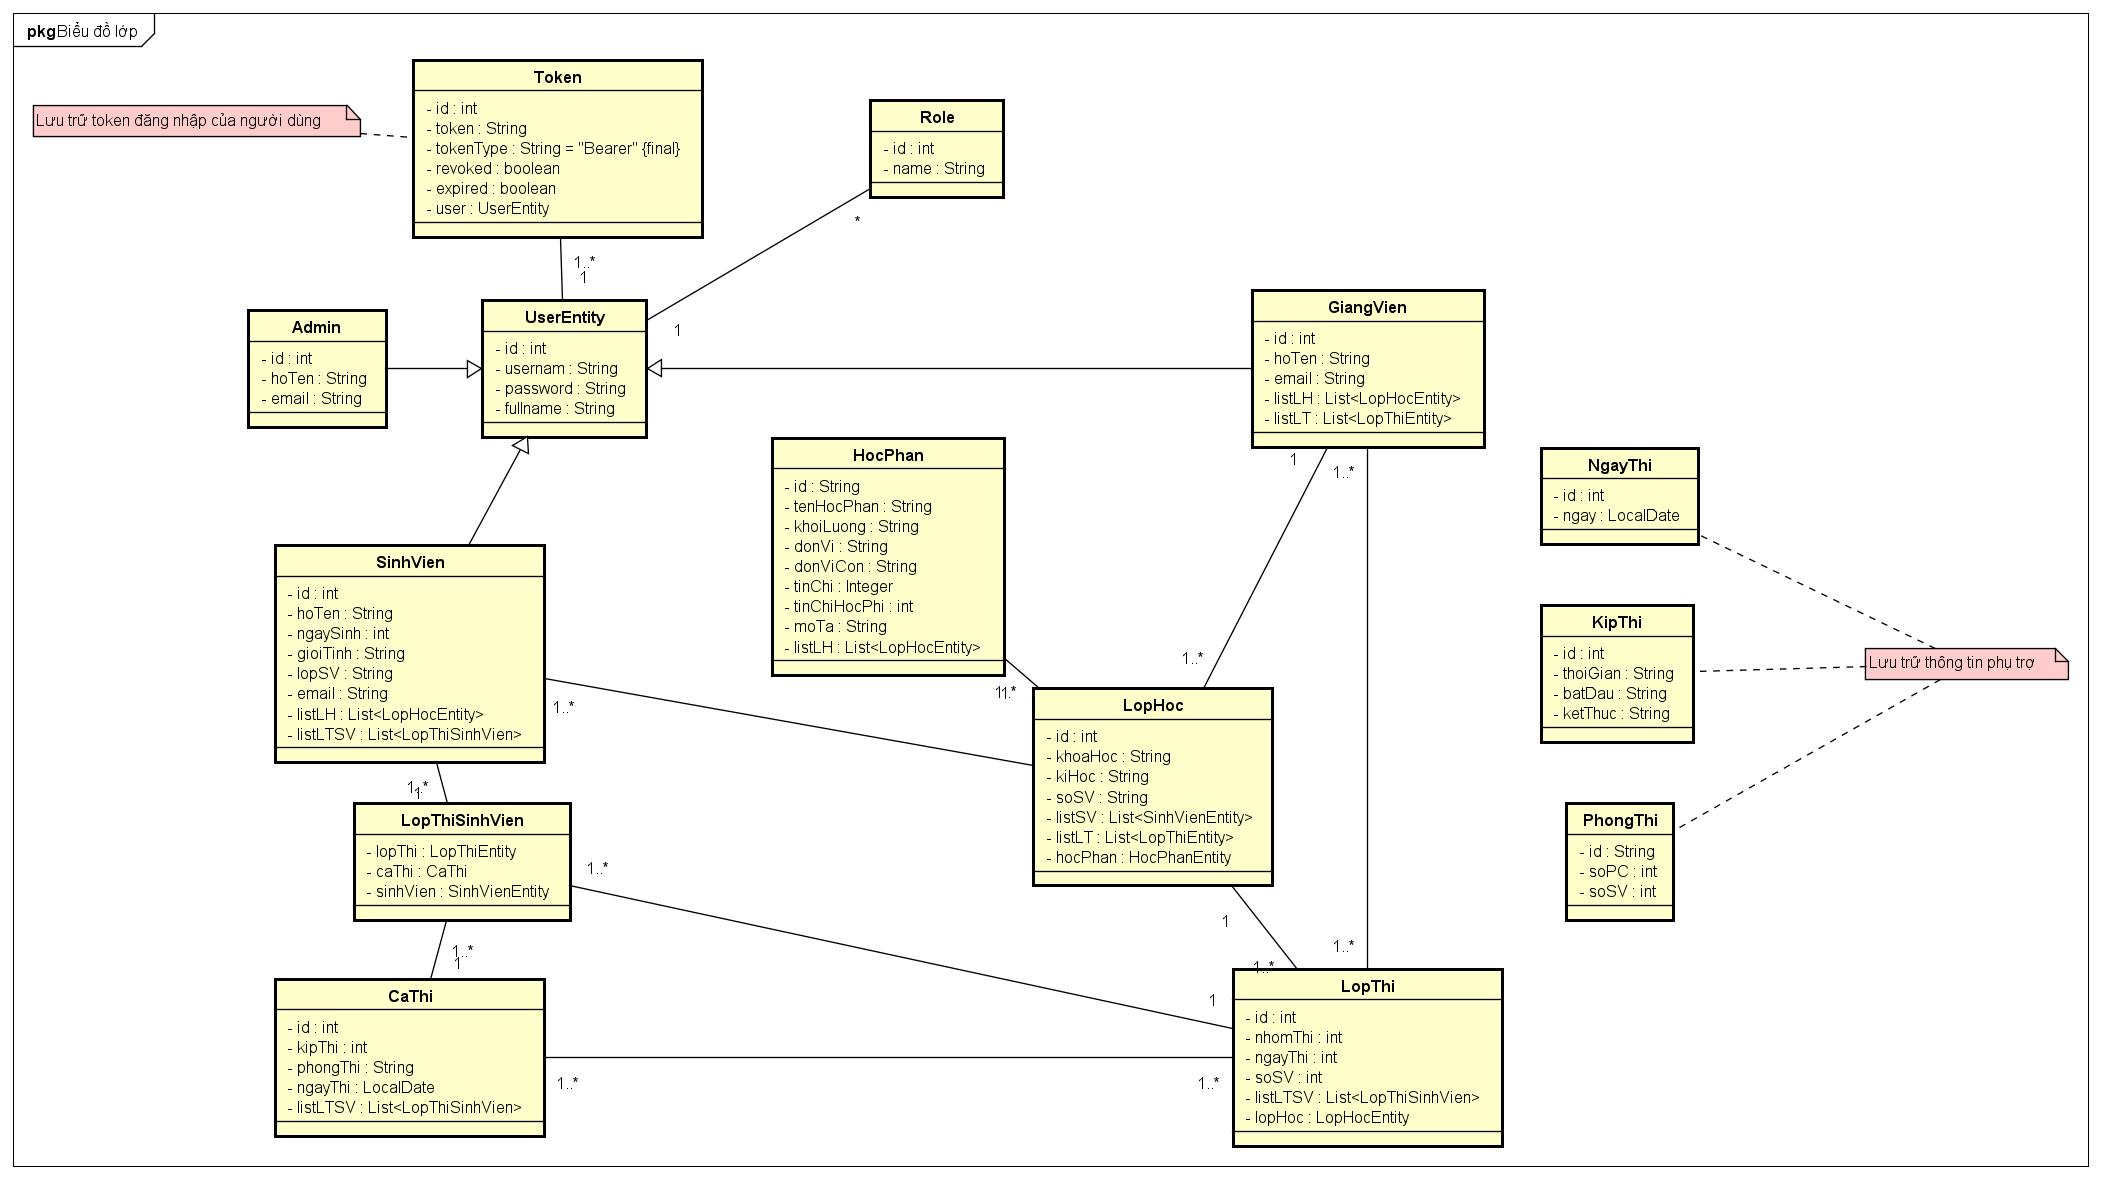 pkg Biểu đồ lớp
Lưu trữ token đăng nhập của người dùng
Token
- id : int
- token : String
- tokenType : String = "Bearer" {final}
- revoked : boolean
- expired : boolean
- user : UserEntity
Role
- id : int
- name : String
*
1..*
1
1
Admin
- id : int
- hoTen : String
- email : String
UserEntity
- id : int
- usernam : String
- password : String
- fullname : String
GiangVien
- id : int
- hoTen : String
- email : String
- listLH : List<LopHocEntity>
- listLT : List<LopThiEntity>
1
1..*
HocPhan
- id : String
- tenHocPhan : String
- khoiLuong : String
- donVi : String
- donViCon : String
- tinChi : Integer
- tinChiHocPhi : int
- moTa : String
- listLH : List<LopHocEntity>
1
1..*
1..*
NgayThi
- id : int
- ngay : LocalDate
KipThi
- id : int
- thoiGian : String
- batDau : String
- ketThuc : String
Lưu trữ thông tin phụ trợ
PhongThi
- id : String
- soPC : int
- soSV : int
SinhVien
- id : int
- hoTen : String
- ngaySinh : int
- gioiTinh : String
- lopSV : String
- email : String
- listLH : List<LopHocEntity>
- listLTSV : List<LopThiSinhVien>
1..*
1..*
1
LopHoc
- id : int
- khoaHoc : String
- kiHoc : String
- soSV : String
- listSV : List<SinhVienEntity>
- listLT : List<LopThiEntity>
- hocPhan : HocPhanEntity
1
1..*
1..*
LopThiSinhVien
- lopThi : LopThiEntity
- caThi : CaThi
- sinhVien : SinhVienEntity
1..*
1..*
1
1
CaThi
- id : int
- kipThi : int
- phongThi : String
- ngayThi : LocalDate
- listLTSV : List<LopThiSinhVien>
1..*
1..*
LopThi
- id : int
- nhomThi : int
- ngayThi : int
- soSV : int
- listLTSV : List<LopThiSinhVien>
- lopHoc : LopHocEntity